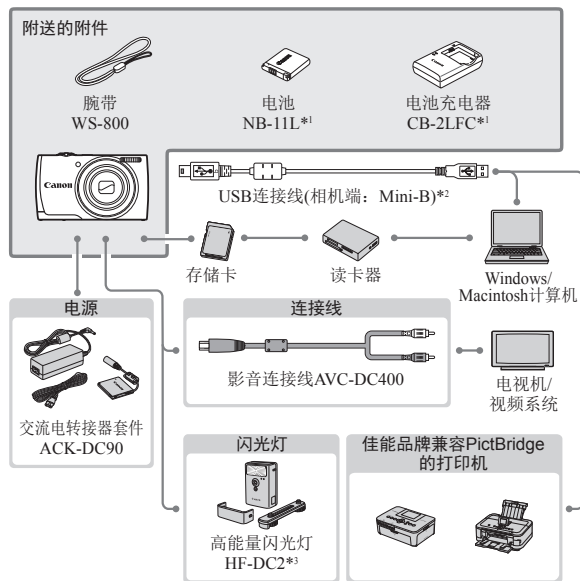 附送的附件
腕带
WS-800
电池
NB-11L*1
电池充电器
CB-2LFC*1
Canon
USB连接线(相机端：Mini-B)*2
存储卡
读卡器
Windows/
Macintosh计算机
电源
交流电转接器套件
ACK-DC90
连接线
影音连接线AVC-DC400
电视机/
视频系统
闪光灯
高能量闪光灯
HF-DC2*3
佳能品牌兼容PictBridge
的打印机